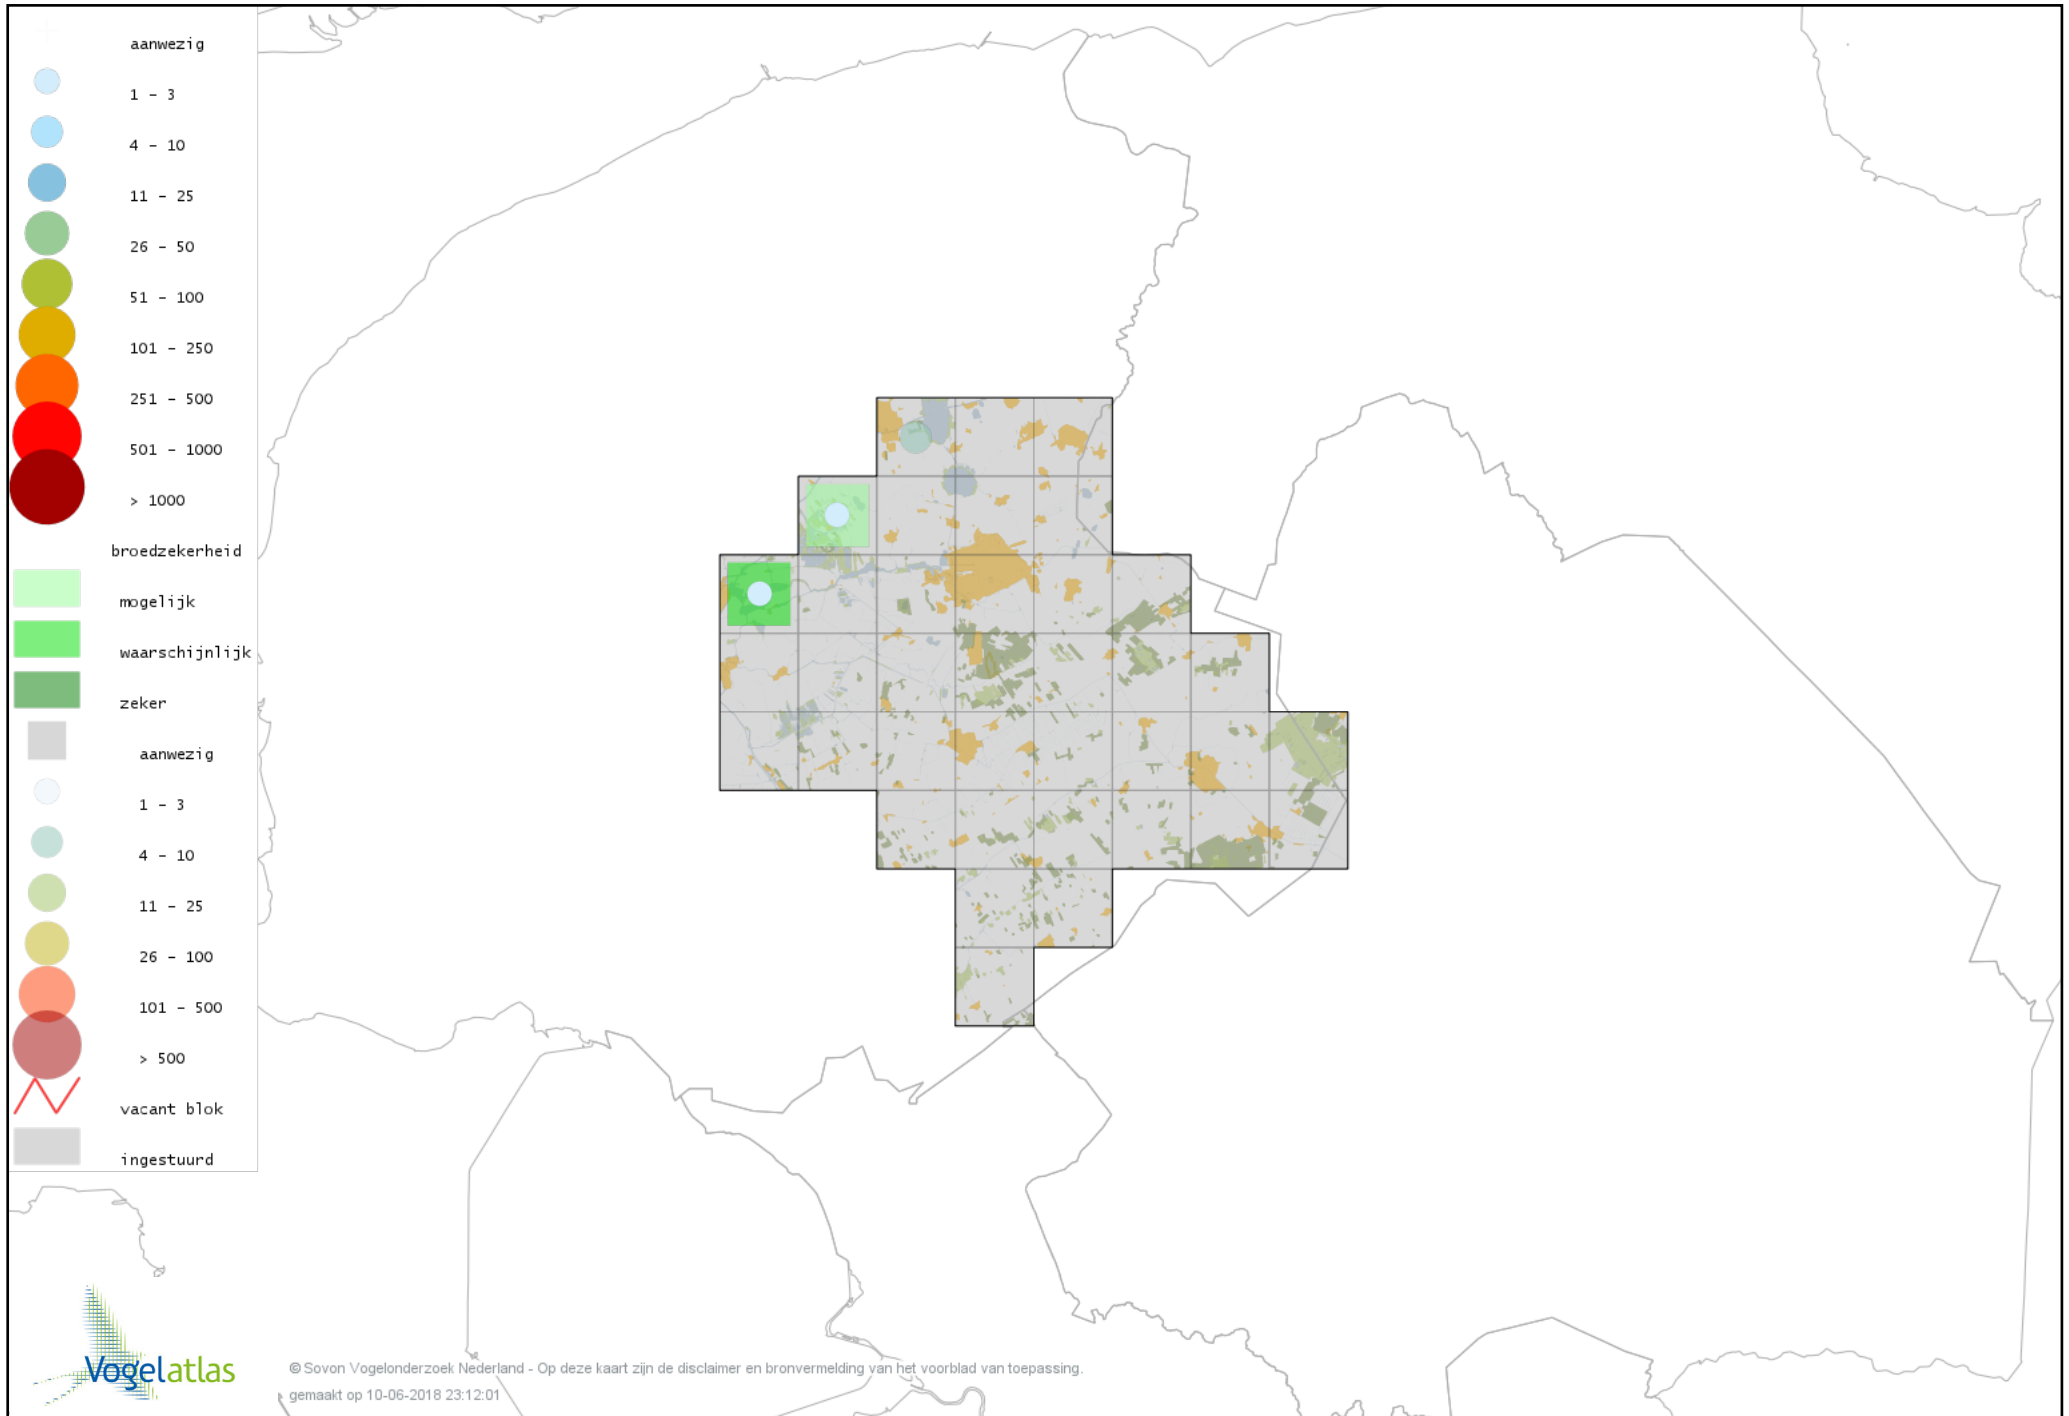 aanwezig
1 - 3
4 - 10
11 - 25
26 - 50
51 - 100
101 - 250
251 - 500
501 - 1000
> 1000
broedzekerheid
mogelijk
waarschijnlijk
zeker
aanwezig
1 - 3
4 - 10
11 - 25
26 - 100
101 - 500
> 500
vacant blok
ingestuurd
Vogelatlas
© Sovon Vogelonderzoek Nederland - Op deze kaart zijn de disclaimer en bronvermelding van het voorblad van toepassing.
gemaakt op 10-06-2018 23:12:01